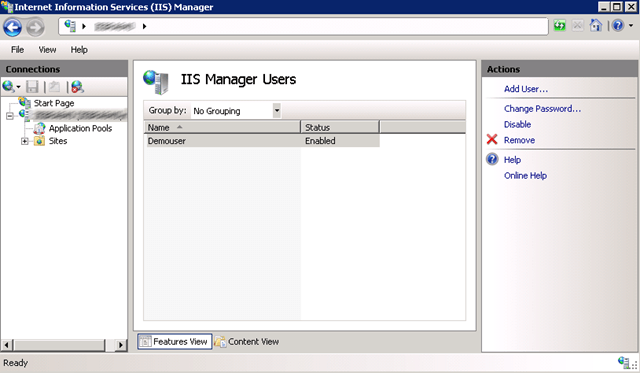 Internet Information Services (IIS) Manager
File View Help
Connections
Start Page
Application Pools
Sites
IIS Manager Users
Group by: No Grouping
Name Status
Demouser Enabled
Features View Content View
Actions
Add User...
Change Password...
Disable
Remove
Help
Online Help
Ready